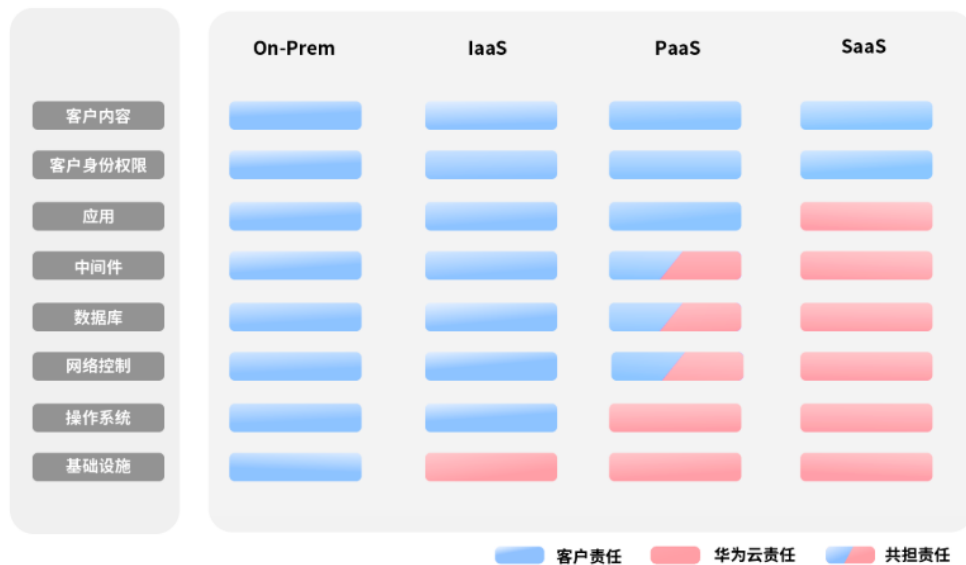 On-Prem IaaS PaaS SaaS
客户内容
客户身份权限
应用
中间件
数据库
网络控制
操作系统
基础设施
客户责任 华为云责任 共担责任